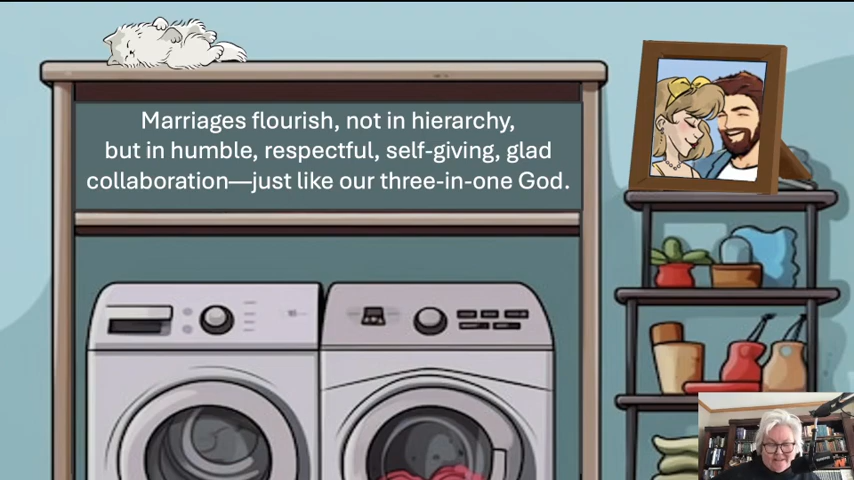 Marriages flourish, not in hierarchy,
but in humble, respectful, self-giving, glad
collaboration—just like our three-in-one God.